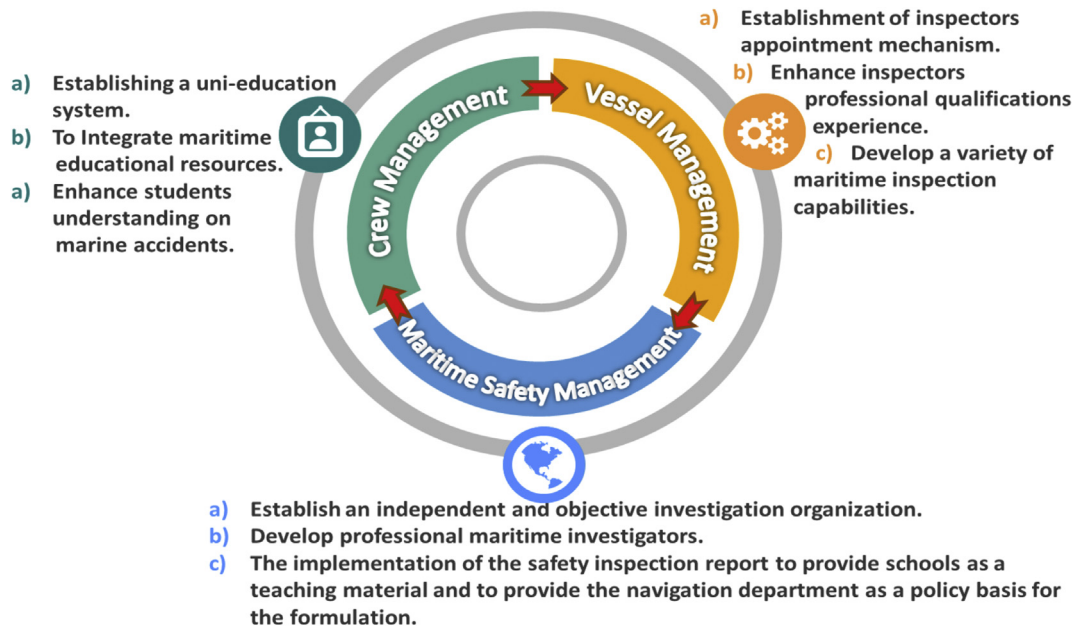 a) Establishment of inspectors
appointment mechanism.
b) Enhance inspectors
professional qualifications
experience.
c) Develop a variety of
maritime inspection
capabilities.
a) Establishing a uni-education
system.
b) To Integrate maritime
educational resources.
a) Enhance students
understanding on
marine accidents.
Crew Management
Vessel Management
Maritime Safety Management
a) Establish an independent and objective investigation organization.
b) Develop professional maritime investigators.
c) The implementation of the safety inspection report to provide schools as a
teaching material and to provide the navigation department as a policy basis for
the formulation.